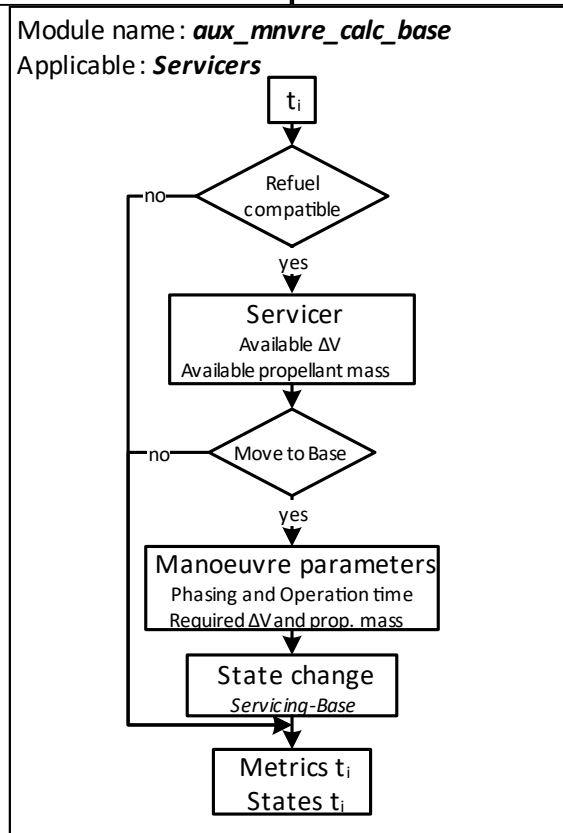 Module name: aux_mnvre_calc_base
Applicable: Servicers
tᵢ
Refuel
compatible
no
yes
Servicer
Available ΔV
Available propellant mass
Move to Base
no
yes
Manoeuvre parameters
Phasing and Operation time
Required ΔV and prop. mass
State change
Servicing-Base
Metrics tᵢ
States tᵢ